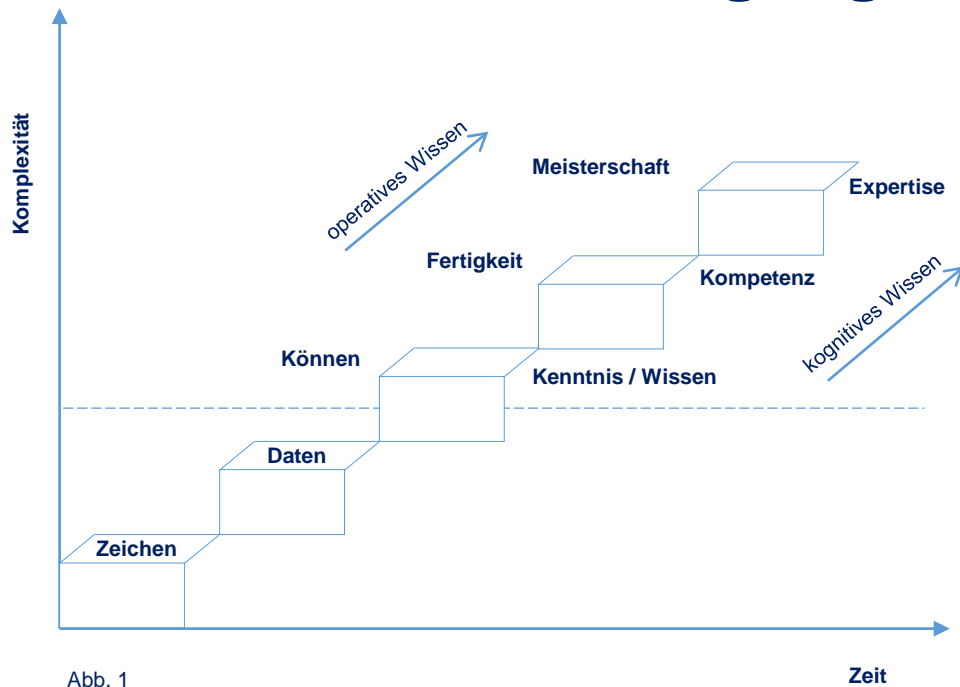 Komplexität
operatives Wissen
Meisterschaft
Expertise
Fertigkeit
Kompetenz
kognitives Wissen
Können
Kenntnis / Wissen
Daten
Zeichen
Abb. 1
Zeit